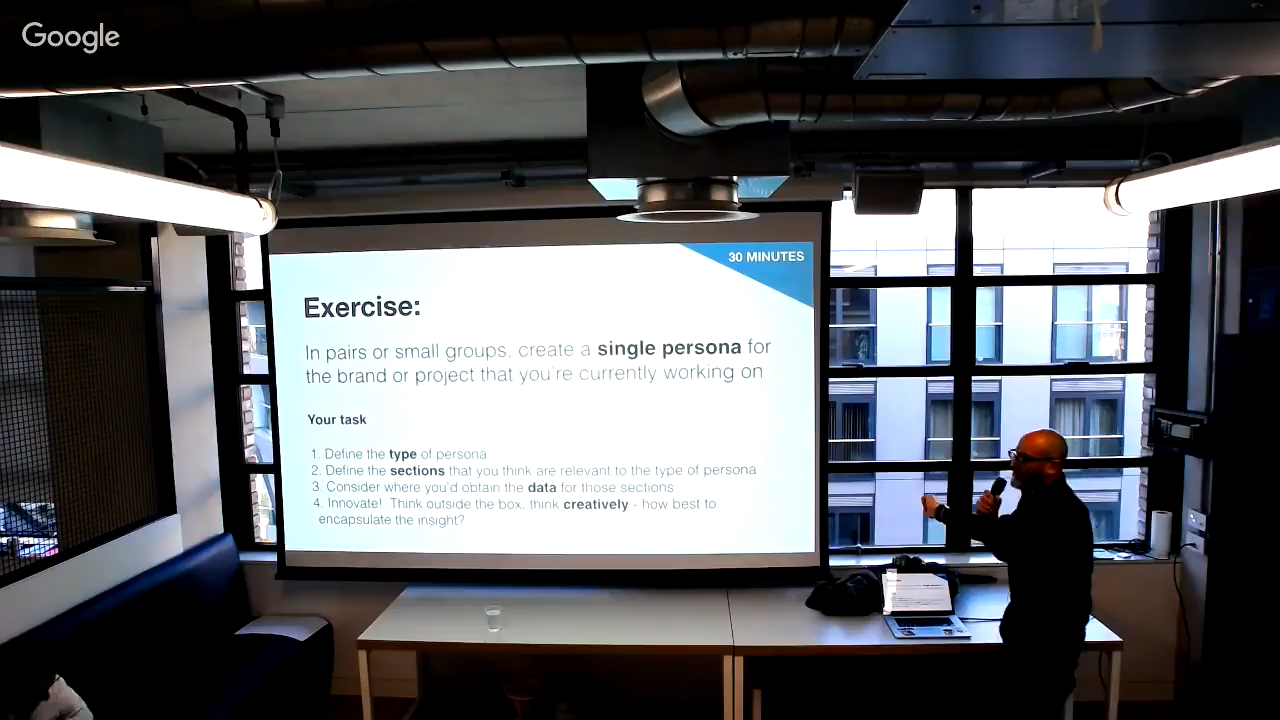 Google
30 MINUTES
Exercise:
In pairs or small groups, create a single persona for
the brand or project that you're currently working on
Your task
1. Define the type of persona
2. Define the sections that you think are relevant to the type of persona
3 Consider where you'd obtain the data for those sections
4. Innovate! Think outside the box, think creatively - how best to
encapsulate the insight?